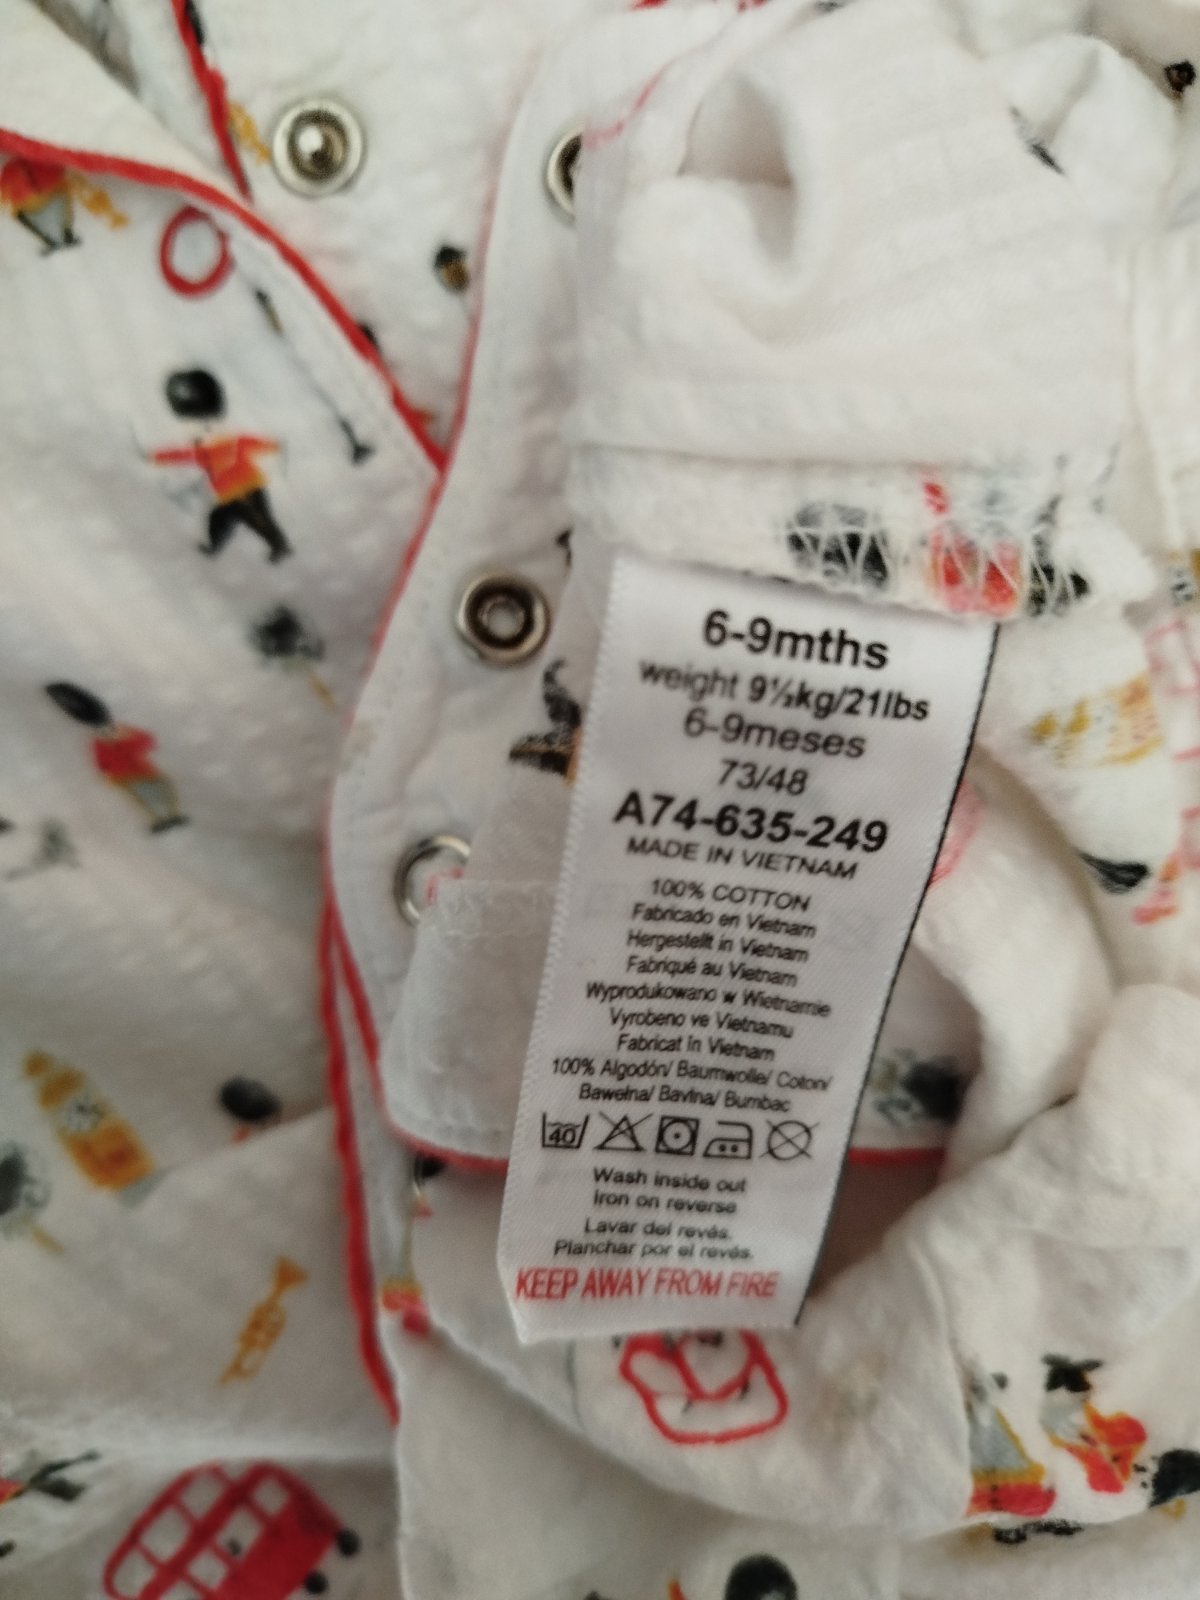 6-9mths
weight 9½kg/21lbs
6-9meses
73/48
A74-635-249
MADE IN VIETNAM
100% COTTON
Fabricado en Vietnam
Hergestellt in Vietnam
Fabriqué au Vietnam
Wyprodukowano w Wietnamie
Vyrobeno ve Vietnamu
Fabricat în Vietnam
100% Algodón/ Baumwolle/ Coton/
Bawełna/ Bavlna/ Bumbac
40
Wash inside out
Iron on reverse
Lavar del revés.
Planchar por el revés.
KEEP AWAY FROM FIRE